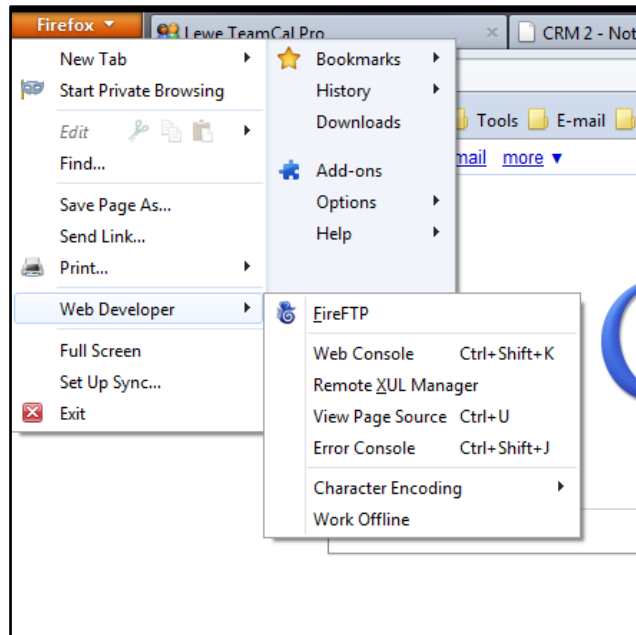 Firefox
Lewe TeamCal Pro
CRM 2 - Not
New Tab
Start Private Browsing
Edit
Find...
Save Page As...
Send Link...
Print...
Web Developer
Full Screen
Set Up Sync...
Exit
Bookmarks
History
Downloads
Add-ons
Options
Help
Tools
E-mail
mail more ▼
FireFTP
Web Console Ctrl+Shift+K
Remote XUL Manager
View Page Source Ctrl+U
Error Console Ctrl+Shift+J
Character Encoding
Work Offline